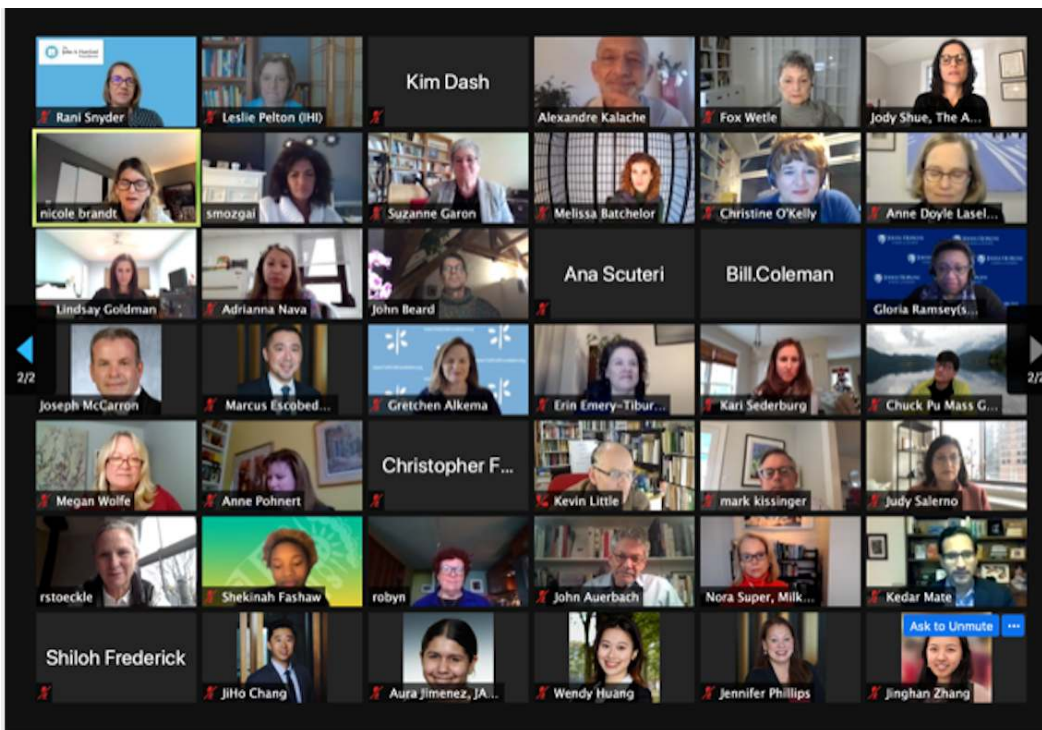 Rani Snyder
Leslie Pelton (IHI)
Kim Dash
Alexandre Kalache
Fox Wetle
Jody Shue, The A...
nicole brandt
smozgai
Suzanne Garon
Melissa Batchelor
Christine O'Kelly
Anne Doyle Lasel...
Lindsay Goldman
Adrianna Nava
John Beard
Ana Scuteri
Bill.Coleman
Gloria Ramsey(s...
2/2
2/2
Joseph McCarron
Marcus Escobed...
Gretchen Alkema
Erin Emery-Tibur...
Kari Sederburg
Chuck Pu Mass G...
Megan Wolfe
Anne Pohnert
Christopher F...
Kevin Little
mark kissinger
Judy Salerno
rstoeckle
Shekinah Fashaw
robyn
John Auerbach
Nora Super, Milk...
Kedar Mate
Shiloh Frederick
JiHo Chang
Aura Jimenez, JA...
Wendy Huang
Jennifer Phillips
Ask to Unmute
...
Jinghan Zhang